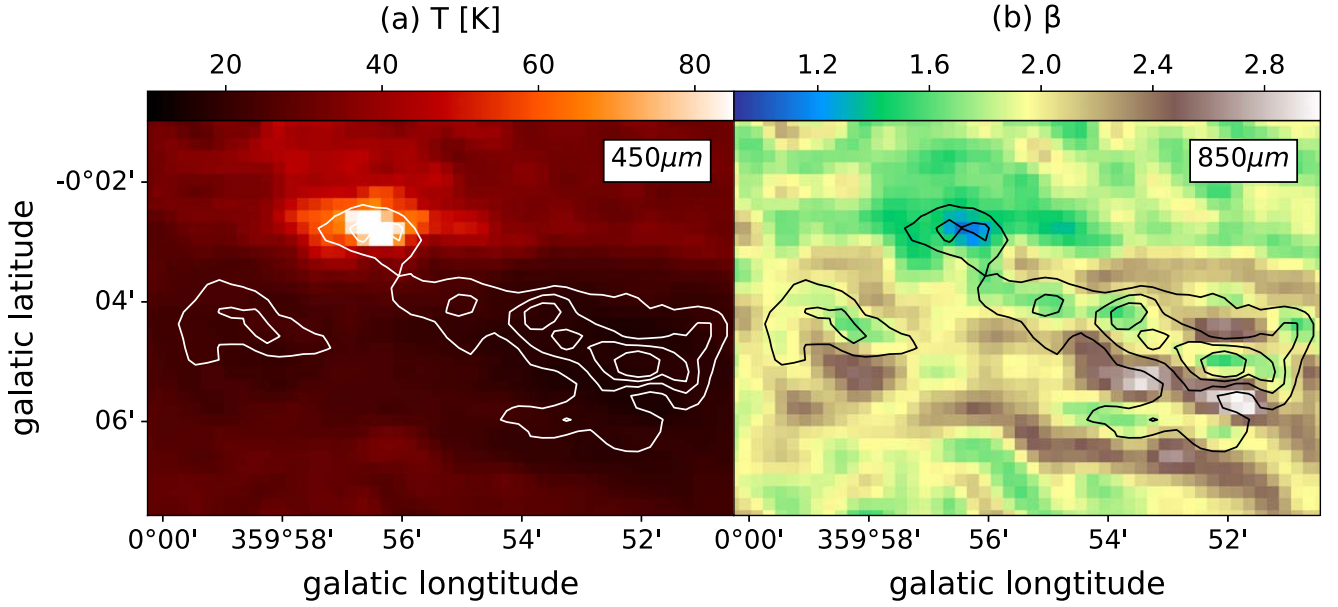 (a) T [K]
(b) β
20 40 60 80
1.2 1.6 2.0 2.4 2.8
450μm
850μm
-0°02'
04'
06'
galatic latitude
0°00' 359°58' 56' 54' 52'
0°00' 359°58' 56' 54' 52'
galatic longtitude
galatic longtitude